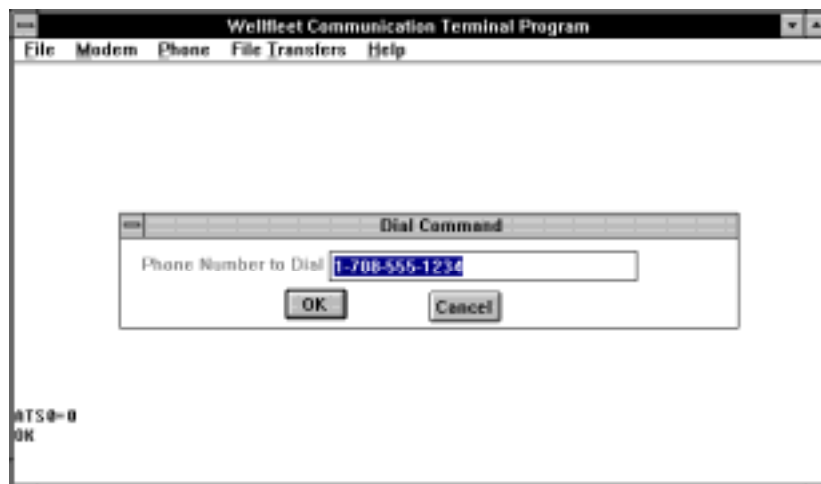 Wellfleet Communication Terminal Program
File Modem Phone File Transfers Help
Dial Command
Phone Number to Dial 1-708-555-1234
OK Cancel
ATS0=0
OK